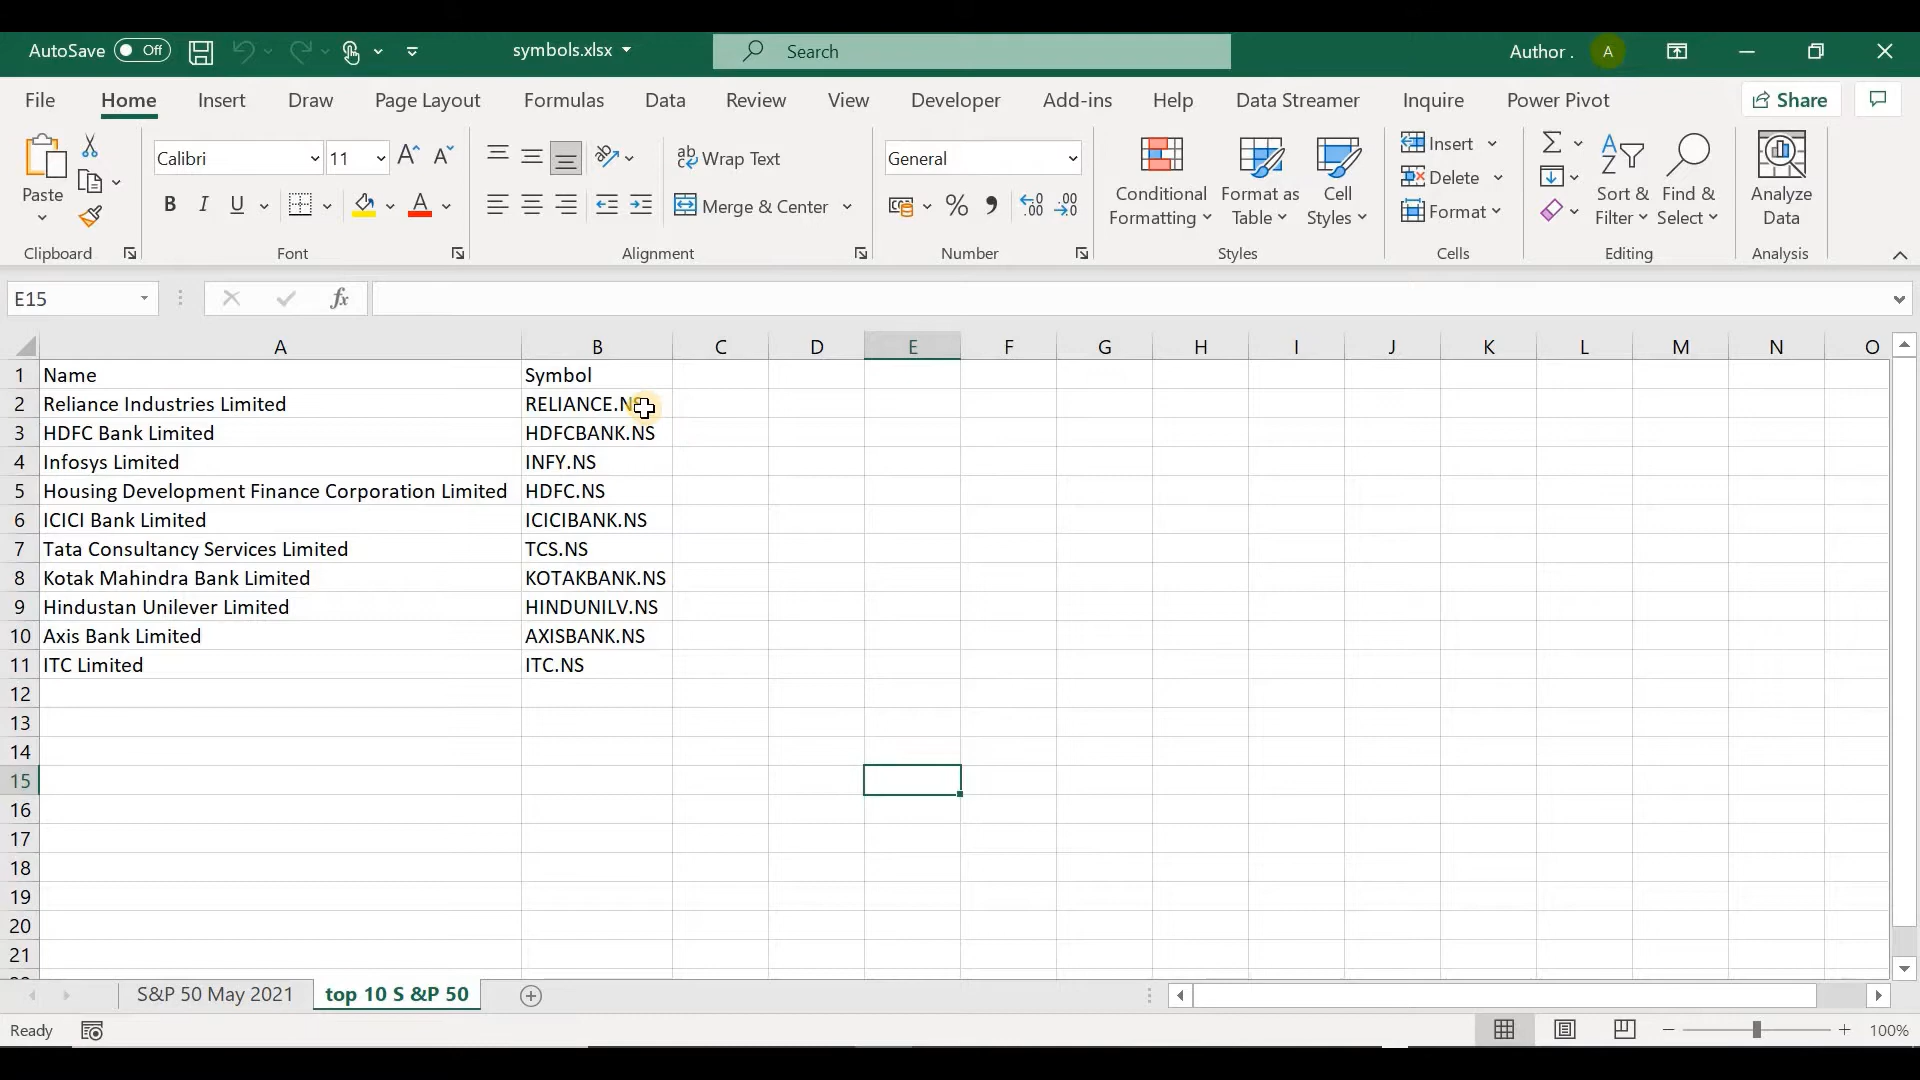 AutoSave Off symbols.xlsx Search Author . A
File Home Insert Draw Page Layout Formulas Data Review View Developer Add-ins Help Data Streamer Inquire Power Pivot Share
Calibri 11 ab Wrap Text General Insert Σ A Z
Paste Conditional Formatting Format as Table Cell Styles Delete Sort & Filter Find & Select Analyze Data
B I U A Merge & Center % Format
Clipboard Font Alignment Number Styles Cells Editing Analysis
E15 fx
A B C D E F G H I J K L M N O
1 Name Symbol
2 Reliance Industries Limited RELIANCE.NS
3 HDFC Bank Limited HDFCBANK.NS
4 Infosys Limited INFY.NS
5 Housing Development Finance Corporation Limited HDFC.NS
6 ICICI Bank Limited ICICIBANK.NS
7 Tata Consultancy Services Limited TCS.NS
8 Kotak Mahindra Bank Limited KOTAKBANK.NS
9 Hindustan Unilever Limited HINDUNILV.NS
10 Axis Bank Limited AXISBANK.NS
11 ITC Limited ITC.NS
12
13
14
15
16
17
18
19
20
21
S&P 50 May 2021 top 10 S &P 50
Ready 100%